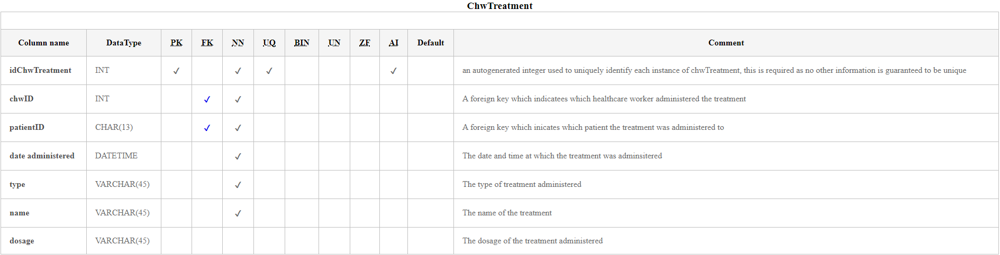 ChwTreatment
Column name DataType PK FK NN UQ BIN UN ZF AI Default Comment
idChwTreatment INT ✓ ✓ ✓ ✓ an autogenerated integer used to uniquely identify each instance of chwTreatment, this is required as no other information is guaranteed to be unique
chwID INT ✓ ✓ A foreign key which indicatees which healthcare worker administered the treatment
patientID CHAR(13) ✓ ✓ A foreign key which inicates which patient the treatment was administered to
date administered DATETIME ✓ The date and time at which the treatment was adminsitered
type VARCHAR(45) ✓ The type of treatment administered
name VARCHAR(45) ✓ The name of the treatment
dosage VARCHAR(45) The dosage of the treatment administered